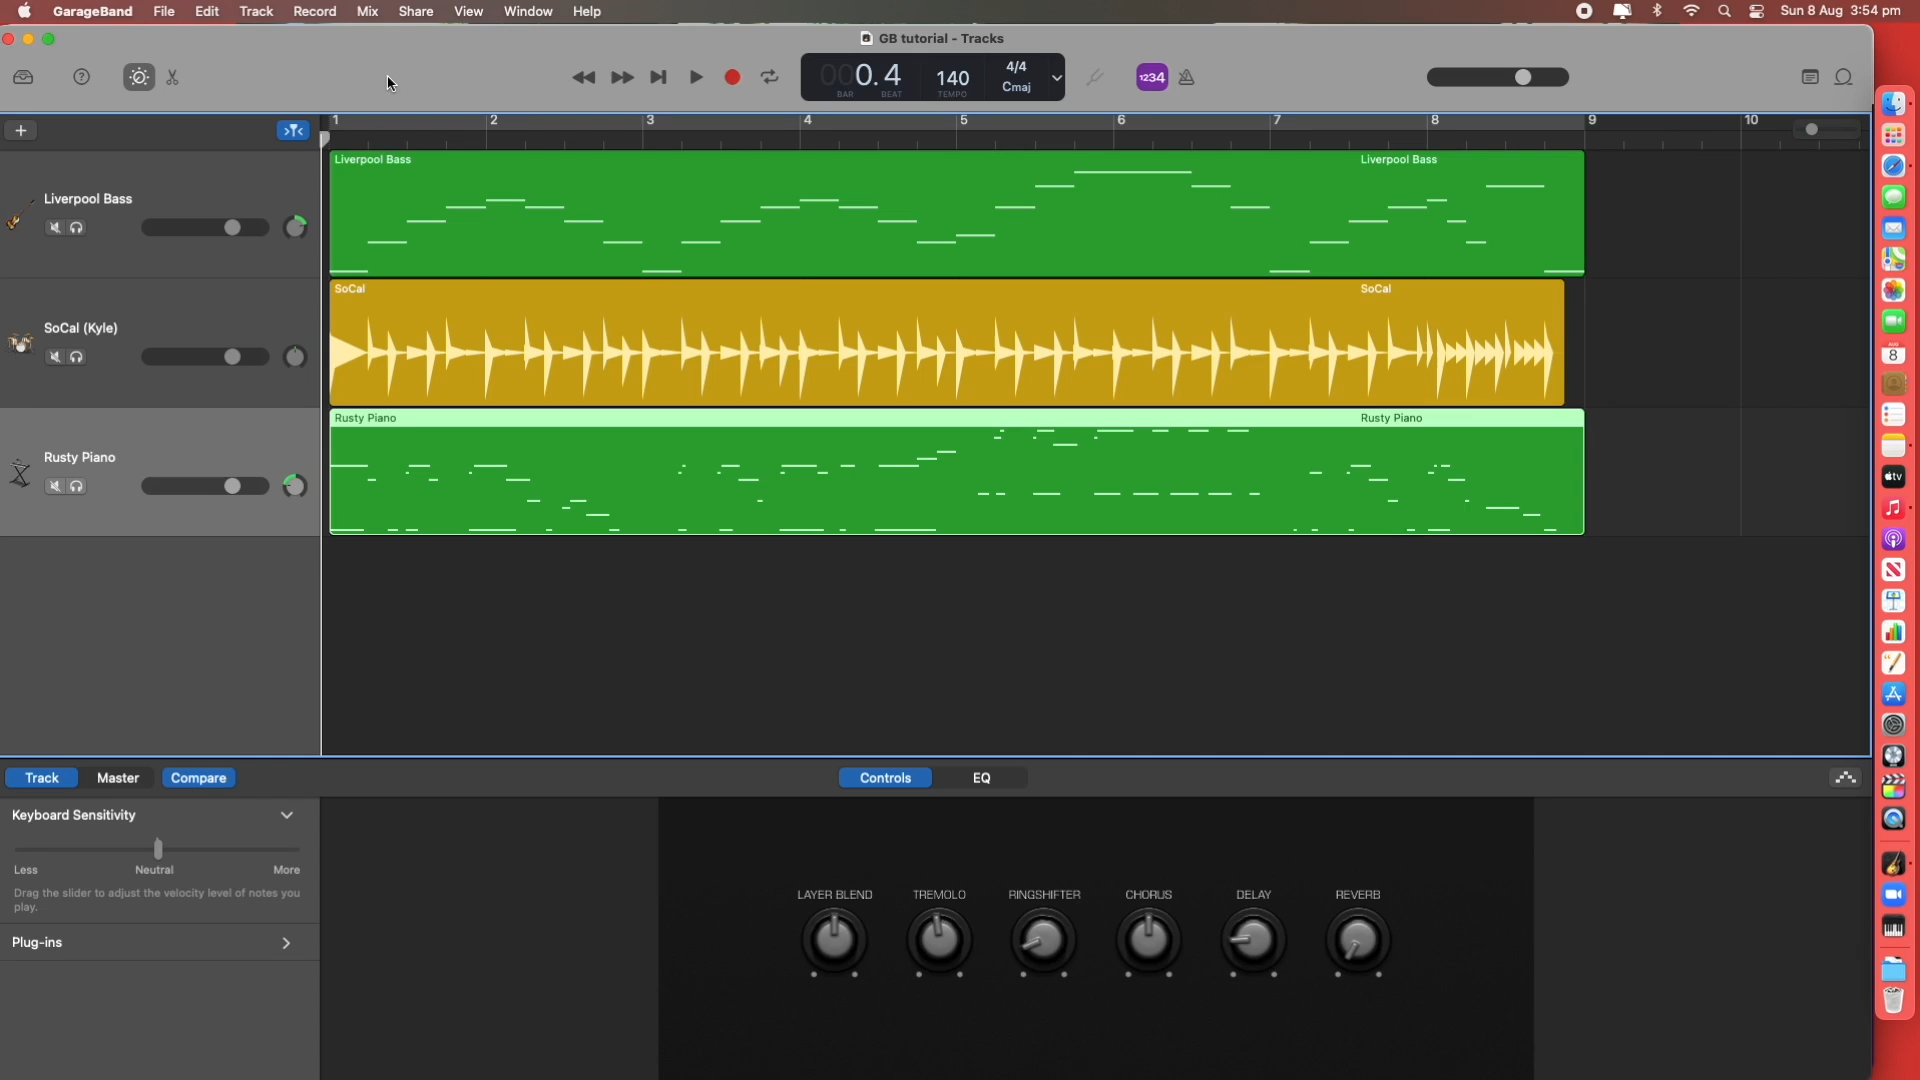 GarageBand File Edit Track Record Mix Share View Window Help Sun 8 Aug 3:54 pm
GB tutorial - Tracks
000.4 140 4/4
Cmaj
BAR BEAT TEMPO
1234
1 2 3 4 5 6 7 8 9 10
Liverpool Bass Liverpool Bass
Liverpool Bass
SoCal SoCal
SoCal (Kyle)
Rusty Piano Rusty Piano
Rusty Piano
AUG
8
tv
Track Master Compare Controls EQ
Keyboard Sensitivity
Less Neutral More
Drag the slider to adjust the velocity level of notes you
play.
LAYER BLEND TREMOLO RINGSHIFTER CHORUS DELAY REVERB
Plug-ins